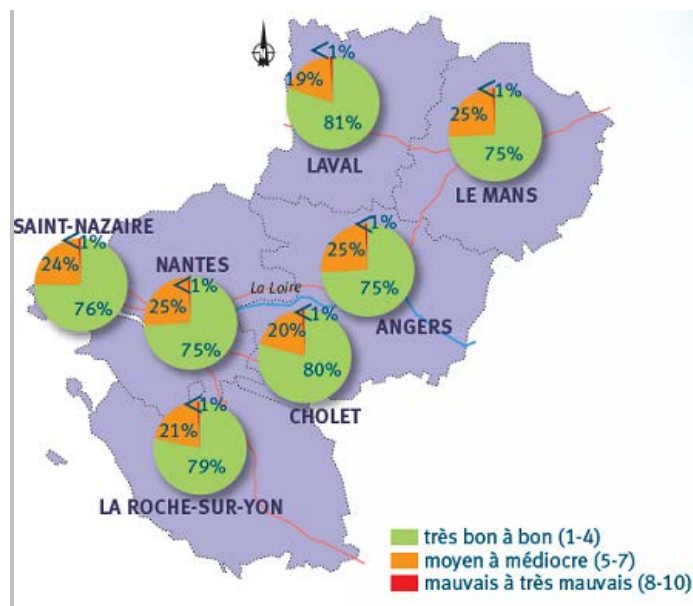 <1%
19%
81%
LAVAL
<1%
25%
75%
LE MANS
SAINT-NAZAIRE
<1%
24%
76%
NANTES
<1%
25%
75%
La Loire
<1%
25%
75%
ANGERS
<1%
20%
80%
CHOLET
<1%
21%
79%
LA ROCHE-SUR-YON
très bon à bon (1-4)
moyen à médiocre (5-7)
mauvais à très mauvais (8-10)